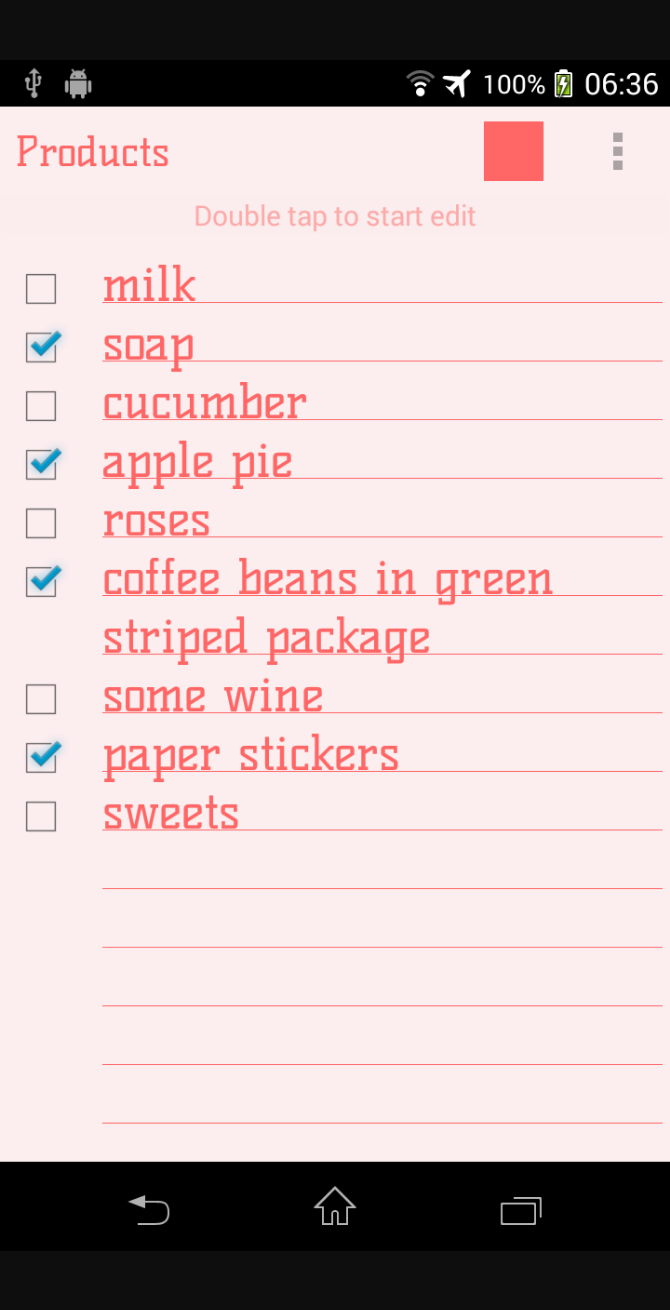 100% 06:36
Products
Double tap to start edit
milk
soap
cucumber
apple pie
roses
coffee beans in green
striped package
some wine
paper stickers
sweets